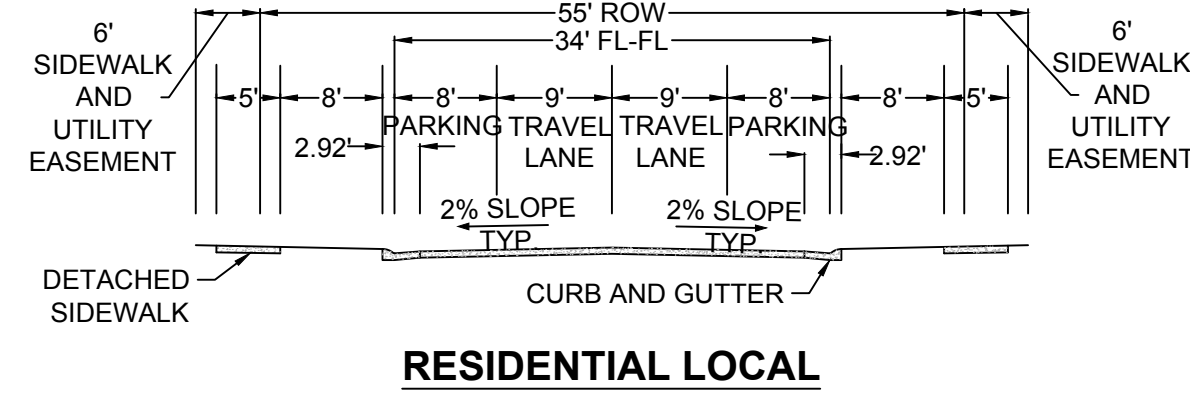 55' ROW
34' FL-FL
6'
SIDEWALK
AND
UTILITY
EASEMENT
6'
SIDEWALK
AND
UTILITY
EASEMENT
5' 8' 8' 9' 9' 8' 8' 5'
PARKING TRAVEL TRAVEL PARKING
LANE LANE
2.92' 2.92'
2% SLOPE
TYP.
2% SLOPE
TYP.
DETACHED
SIDEWALK
CURB AND GUTTER
RESIDENTIAL LOCAL